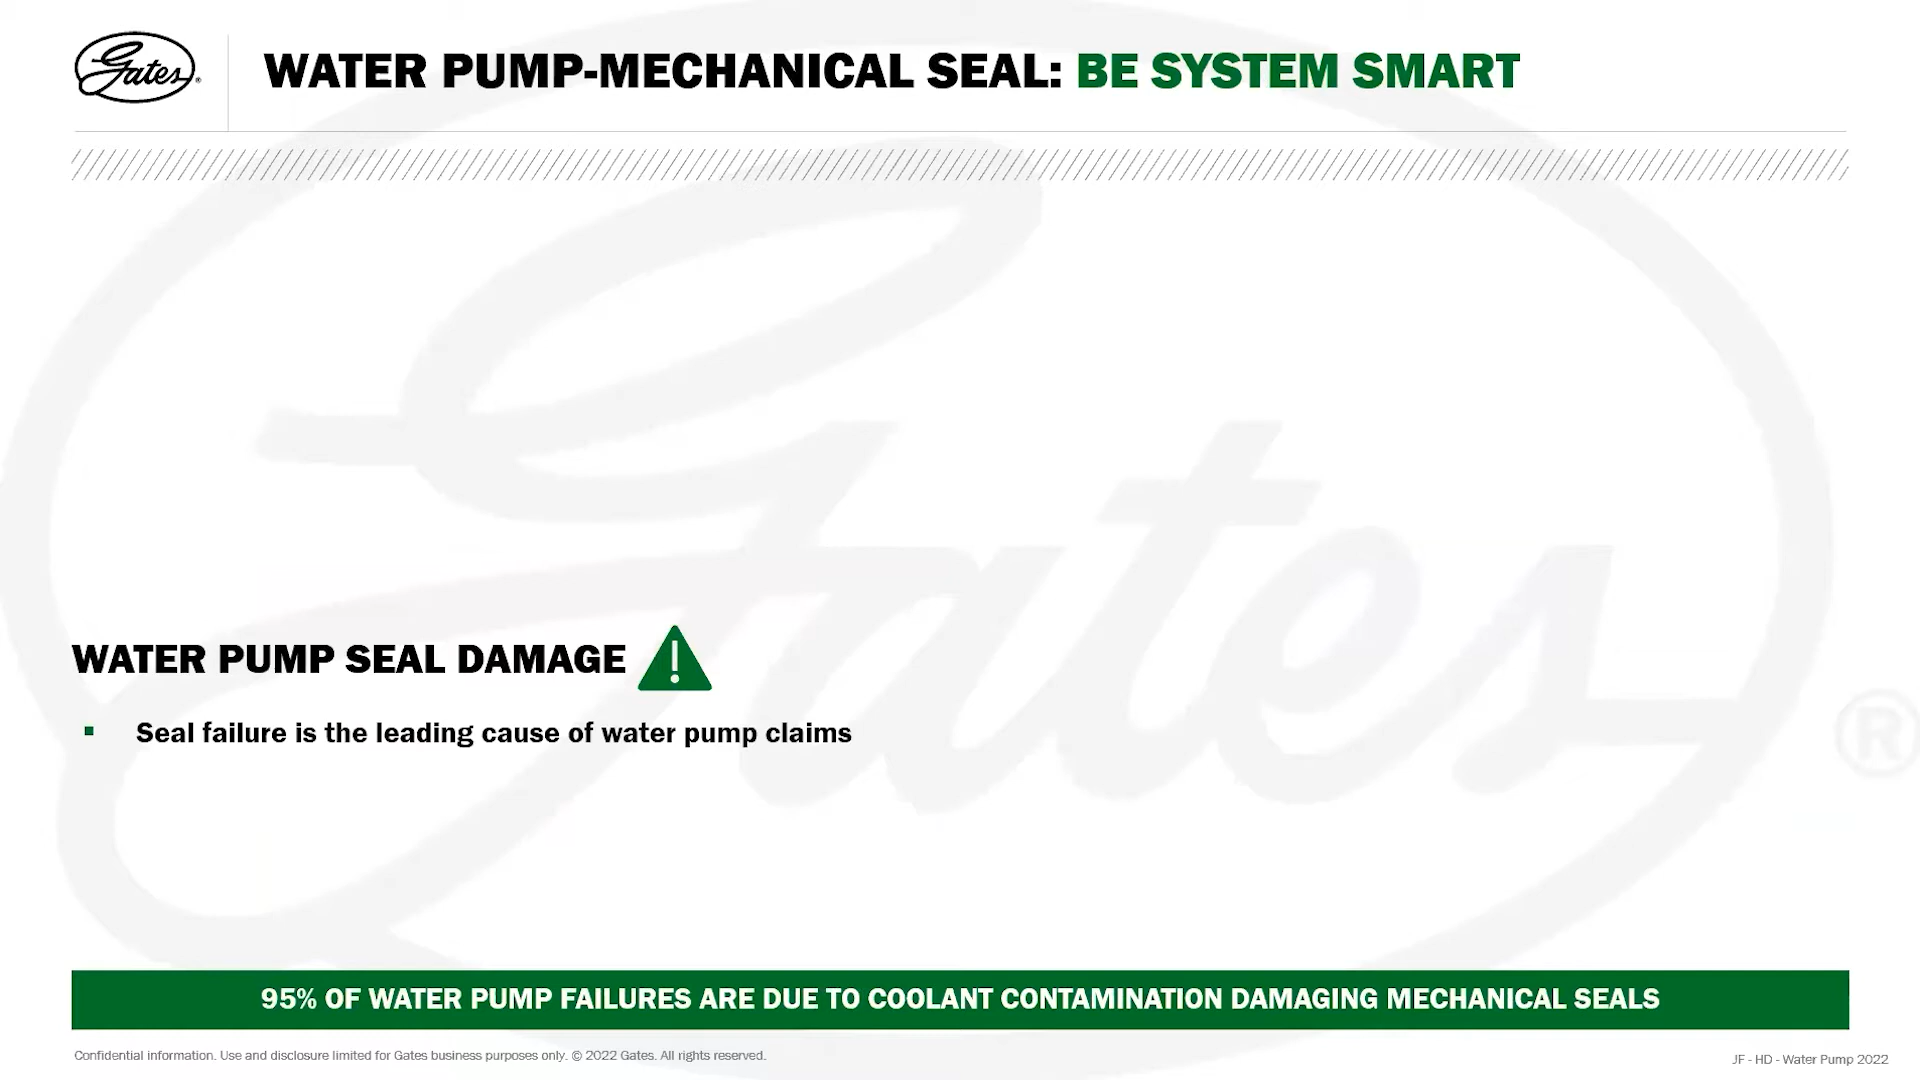 Gates®
WATER PUMP-MECHANICAL SEAL: BE SYSTEM SMART
Gates®
WATER PUMP SEAL DAMAGE
▪ Seal failure is the leading cause of water pump claims
95% OF WATER PUMP FAILURES ARE DUE TO COOLANT CONTAMINATION DAMAGING MECHANICAL SEALS
Confidential information. Use and disclosure limited for Gates business purposes only. © 2022 Gates. All rights reserved.
JF - HD - Water Pump 2022